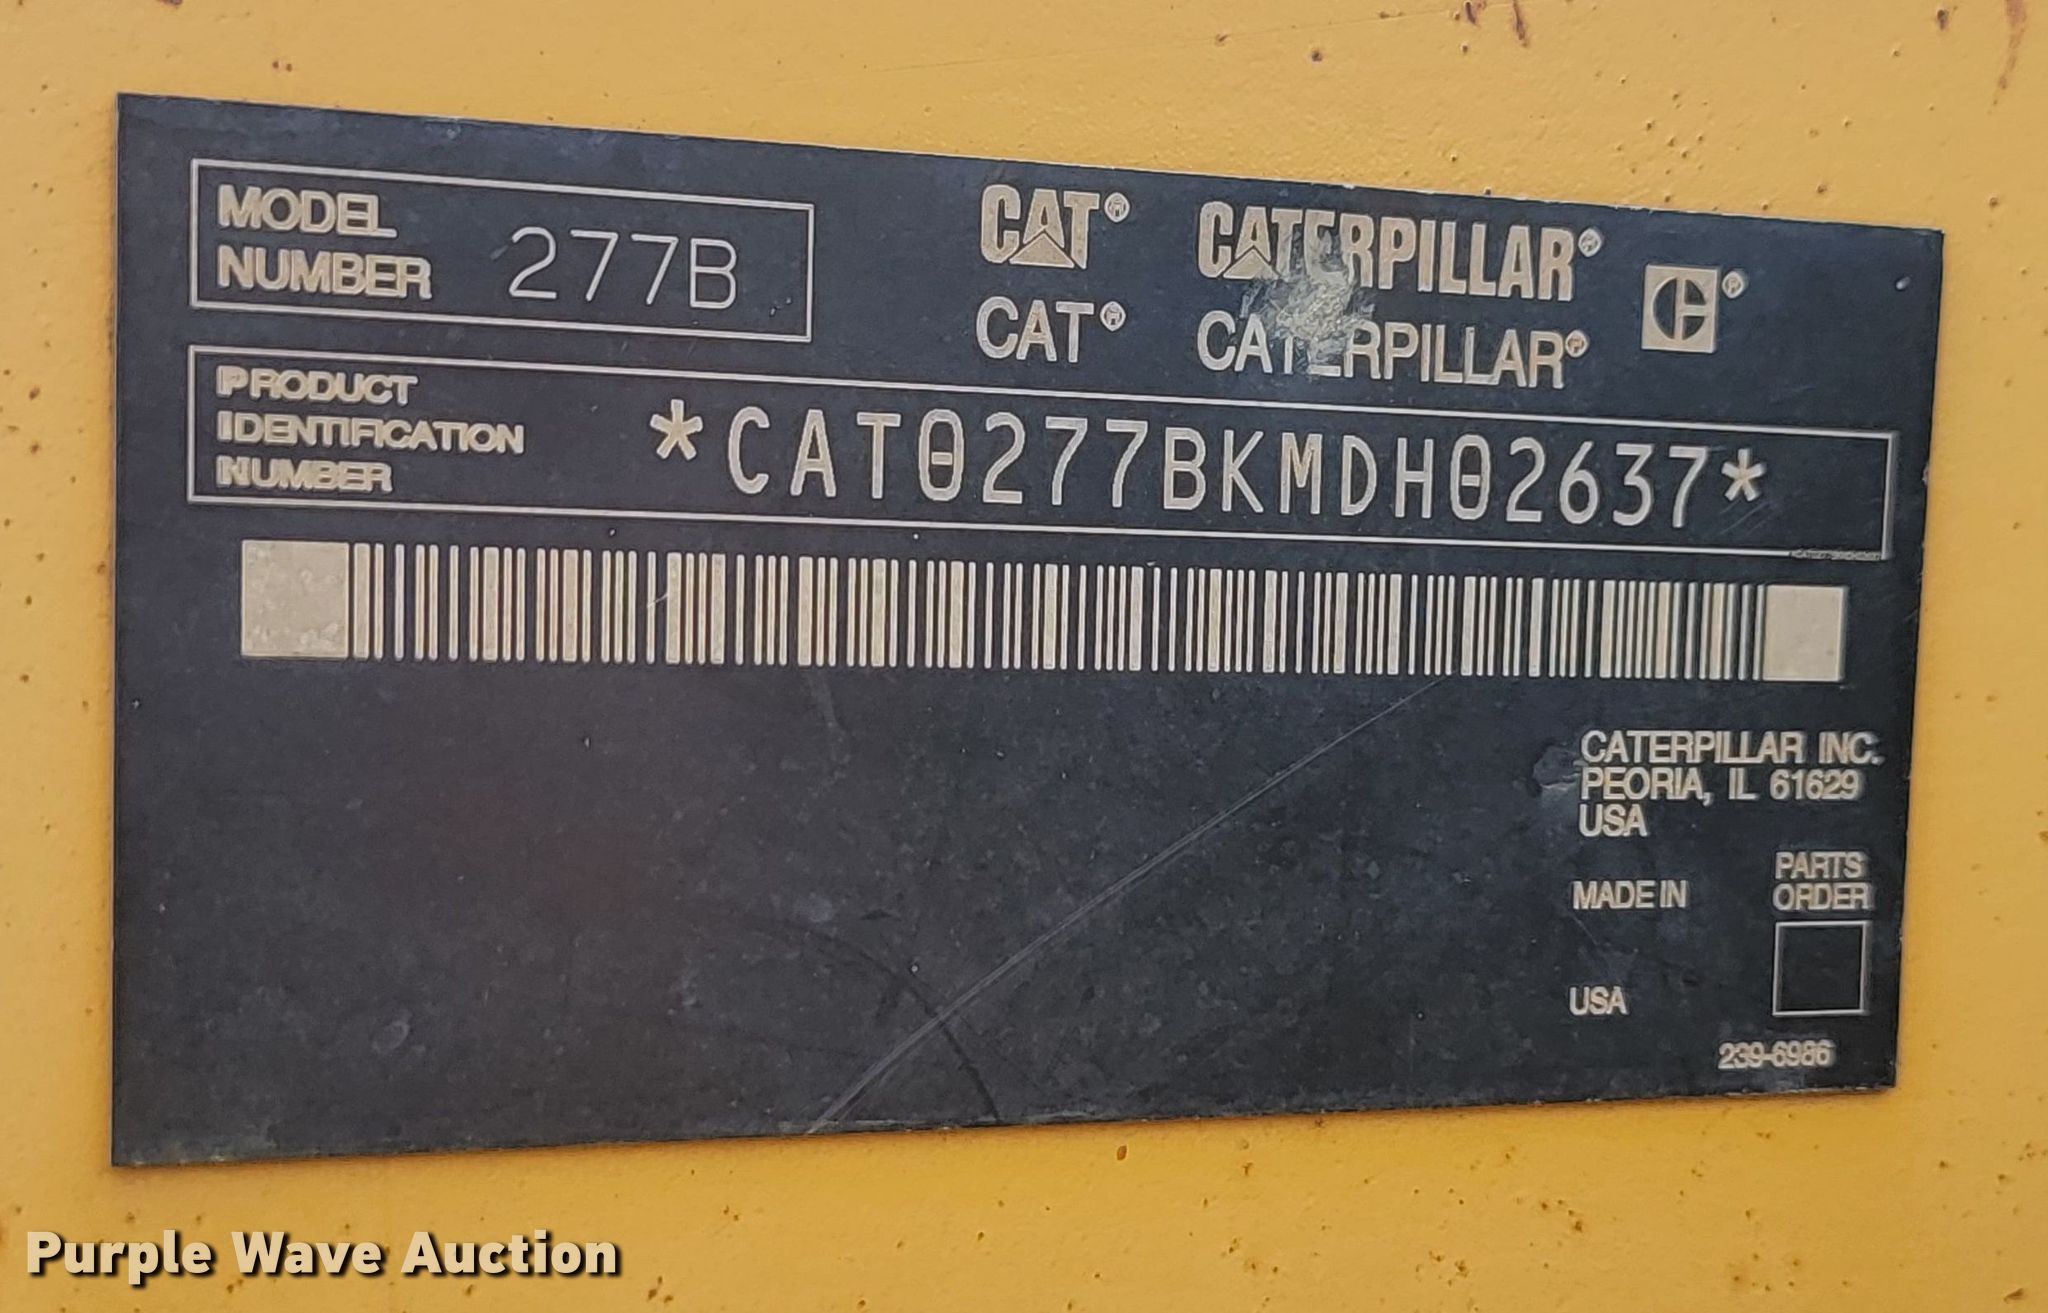 MODEL
NUMBER 277B
CAT® CATERPILLAR®
CAT® CATERPILLAR®
PRODUCT
IDENTIFICATION
NUMBER
*CAT0277BKMDH02637*
CATERPILLAR INC.
PEORIA, IL 61629
USA
MADE IN
PARTS
ORDER
USA
239-6986
Purple Wave Auction